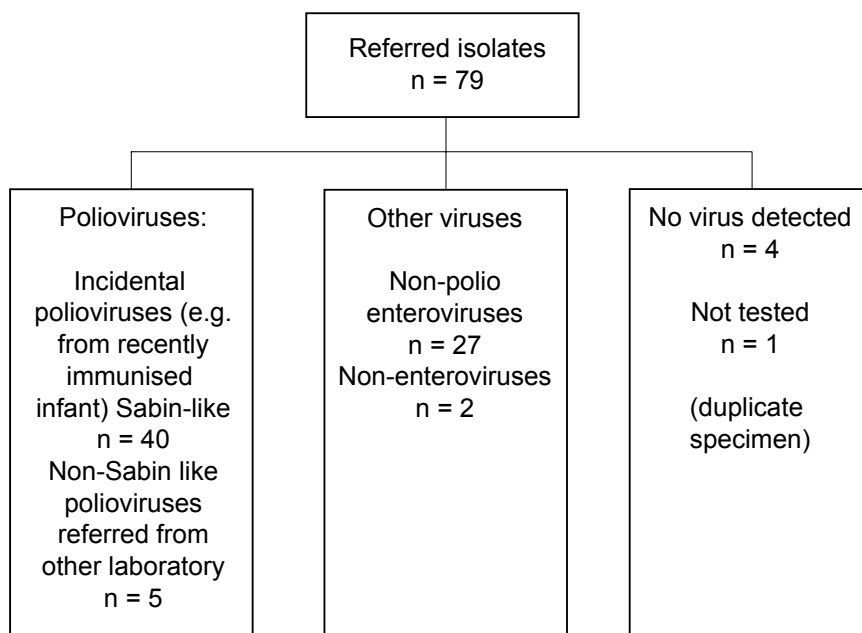 Referred isolates
n = 79
Polioviruses:
Incidental
polioviruses (e.g.
from recently
immunised
infant) Sabin-like
n = 40
Non-Sabin like
polioviruses
referred from
other laboratory
n = 5
Other viruses
Non-polio
enteroviruses
n = 27
Non-enteroviruses
n = 2
No virus detected
n = 4
Not tested
n = 1
(duplicate
specimen)